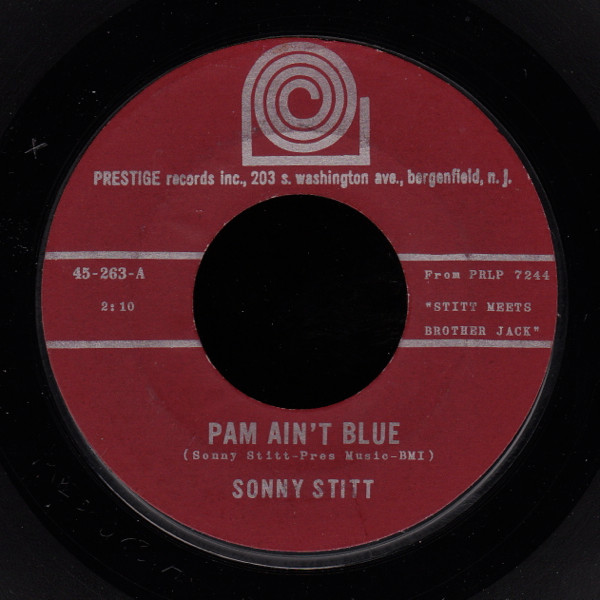 PRESTIGE records inc., 203 s. washington ave., bergenfield, n. j.
45-263-A
2:10
From PRLP 7244
"STITT MEETS
BROTHER JACK"
PAM AIN'T BLUE
(Sonny Stitt-Pres Music-BMI)
SONNY STITT